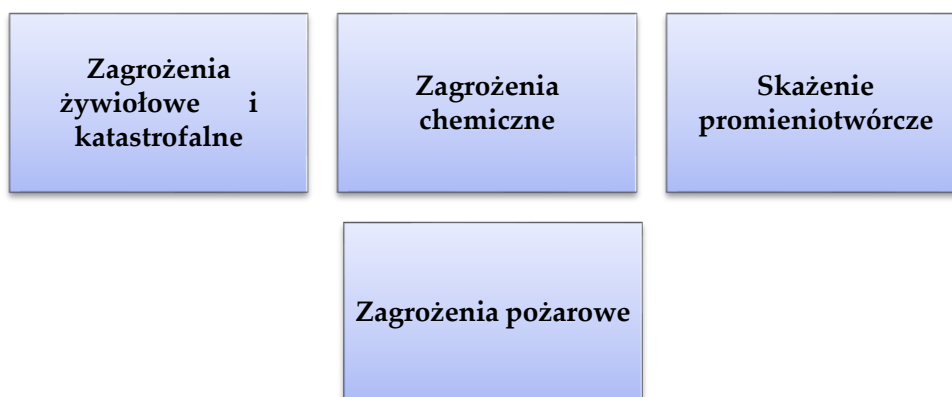 Zagrożenia
żywiołowe i
katastrofalne
Zagrożenia
chemiczne
Skażenie
promieniotwórcze
Zagrożenia pożarowe